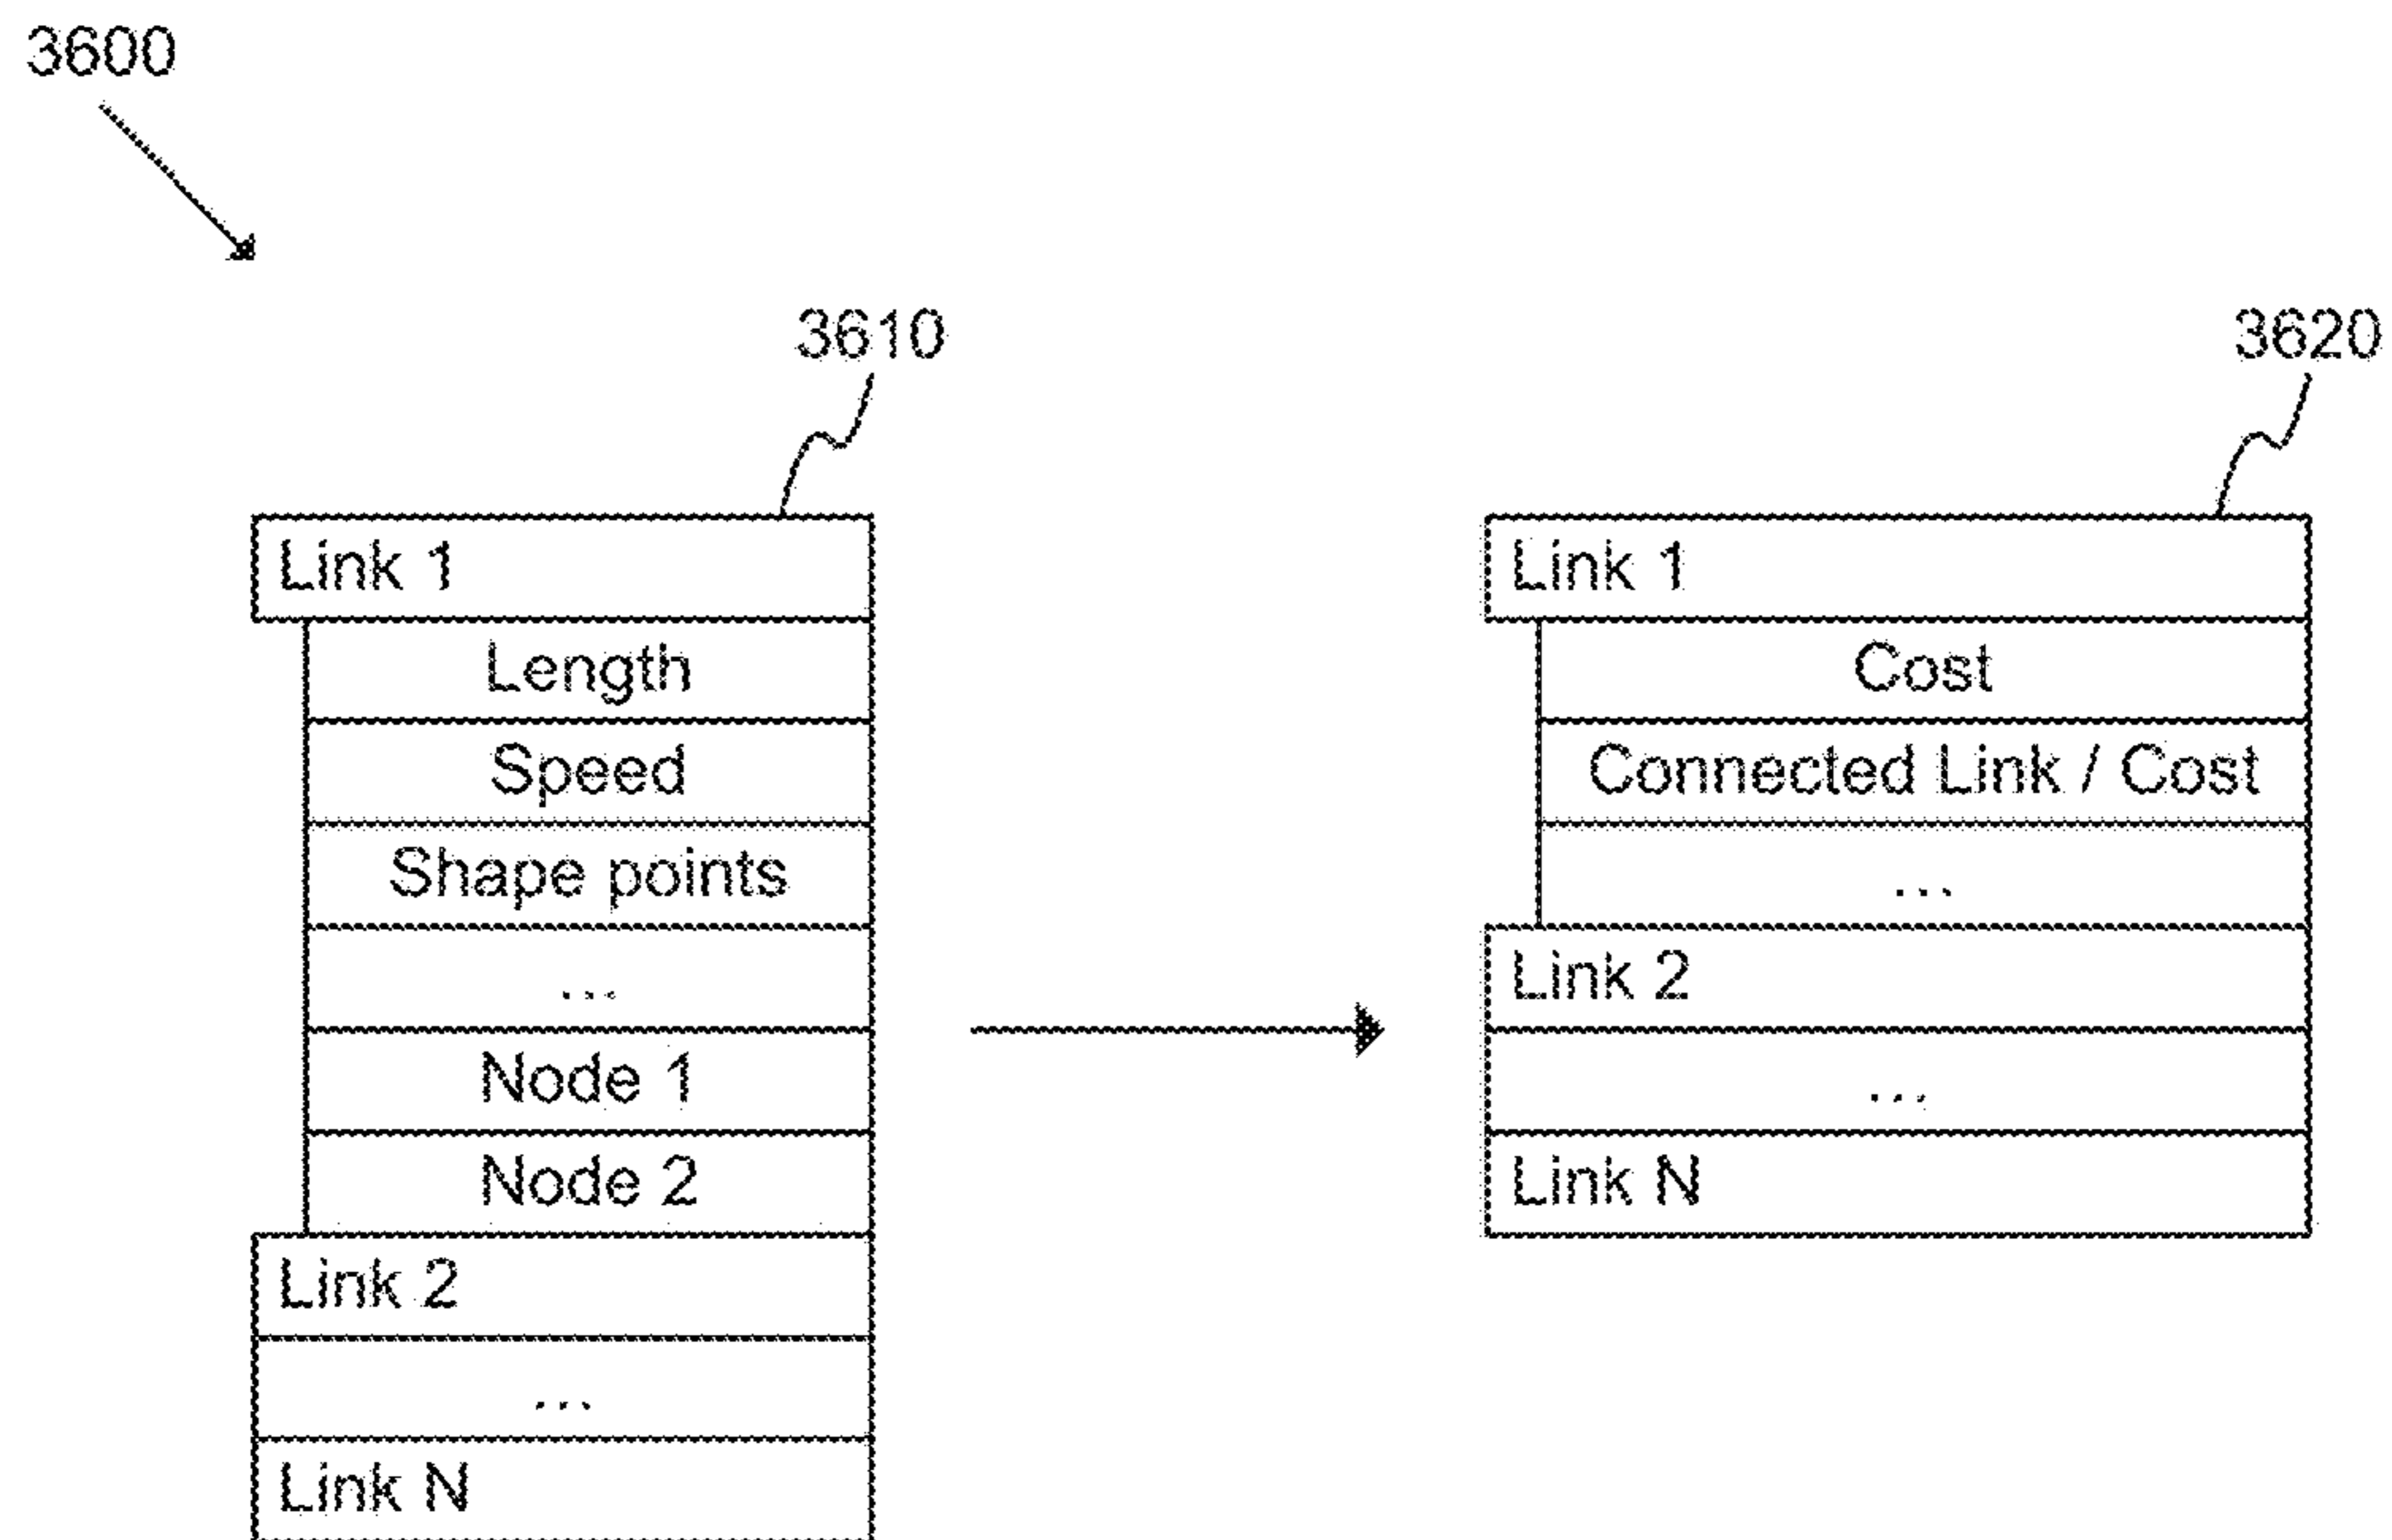 3600
3610
Link 1
Length
Speed
Shape points
...
Node 1
Node 2
Link 2
...
Link N
3620
Link 1
Cost
Connected Link / Cost
...
Link 2
...
Link N